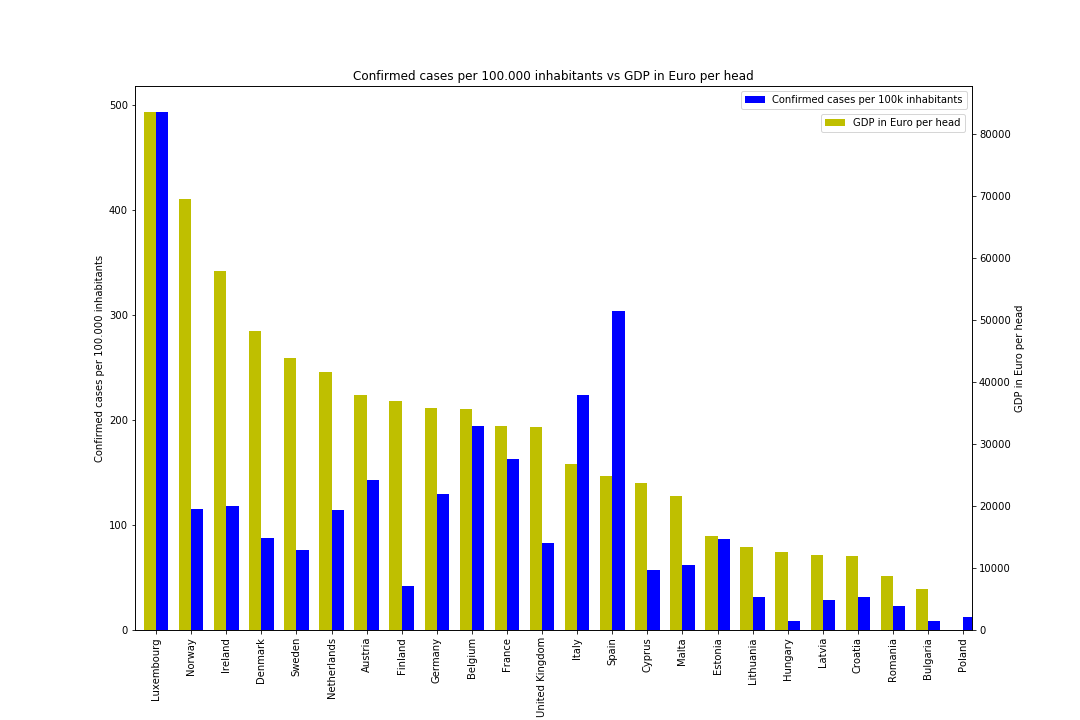 Confirmed cases per 100.000 inhabitants vs GDP in Euro per head
Confirmed cases per 100k inhabitants
GDP in Euro per head
500
400
300
200
100
0
Confirmed cases per 100.000 inhabitants
80000
70000
60000
50000
40000
30000
20000
10000
0
GDP in Euro per head
Luxembourg
Norway
Ireland
Denmark
Sweden
Netherlands
Austria
Finland
Germany
Belgium
France
United Kingdom
Italy
Spain
Cyprus
Malta
Estonia
Lithuania
Hungary
Latvia
Croatia
Romania
Bulgaria
Poland